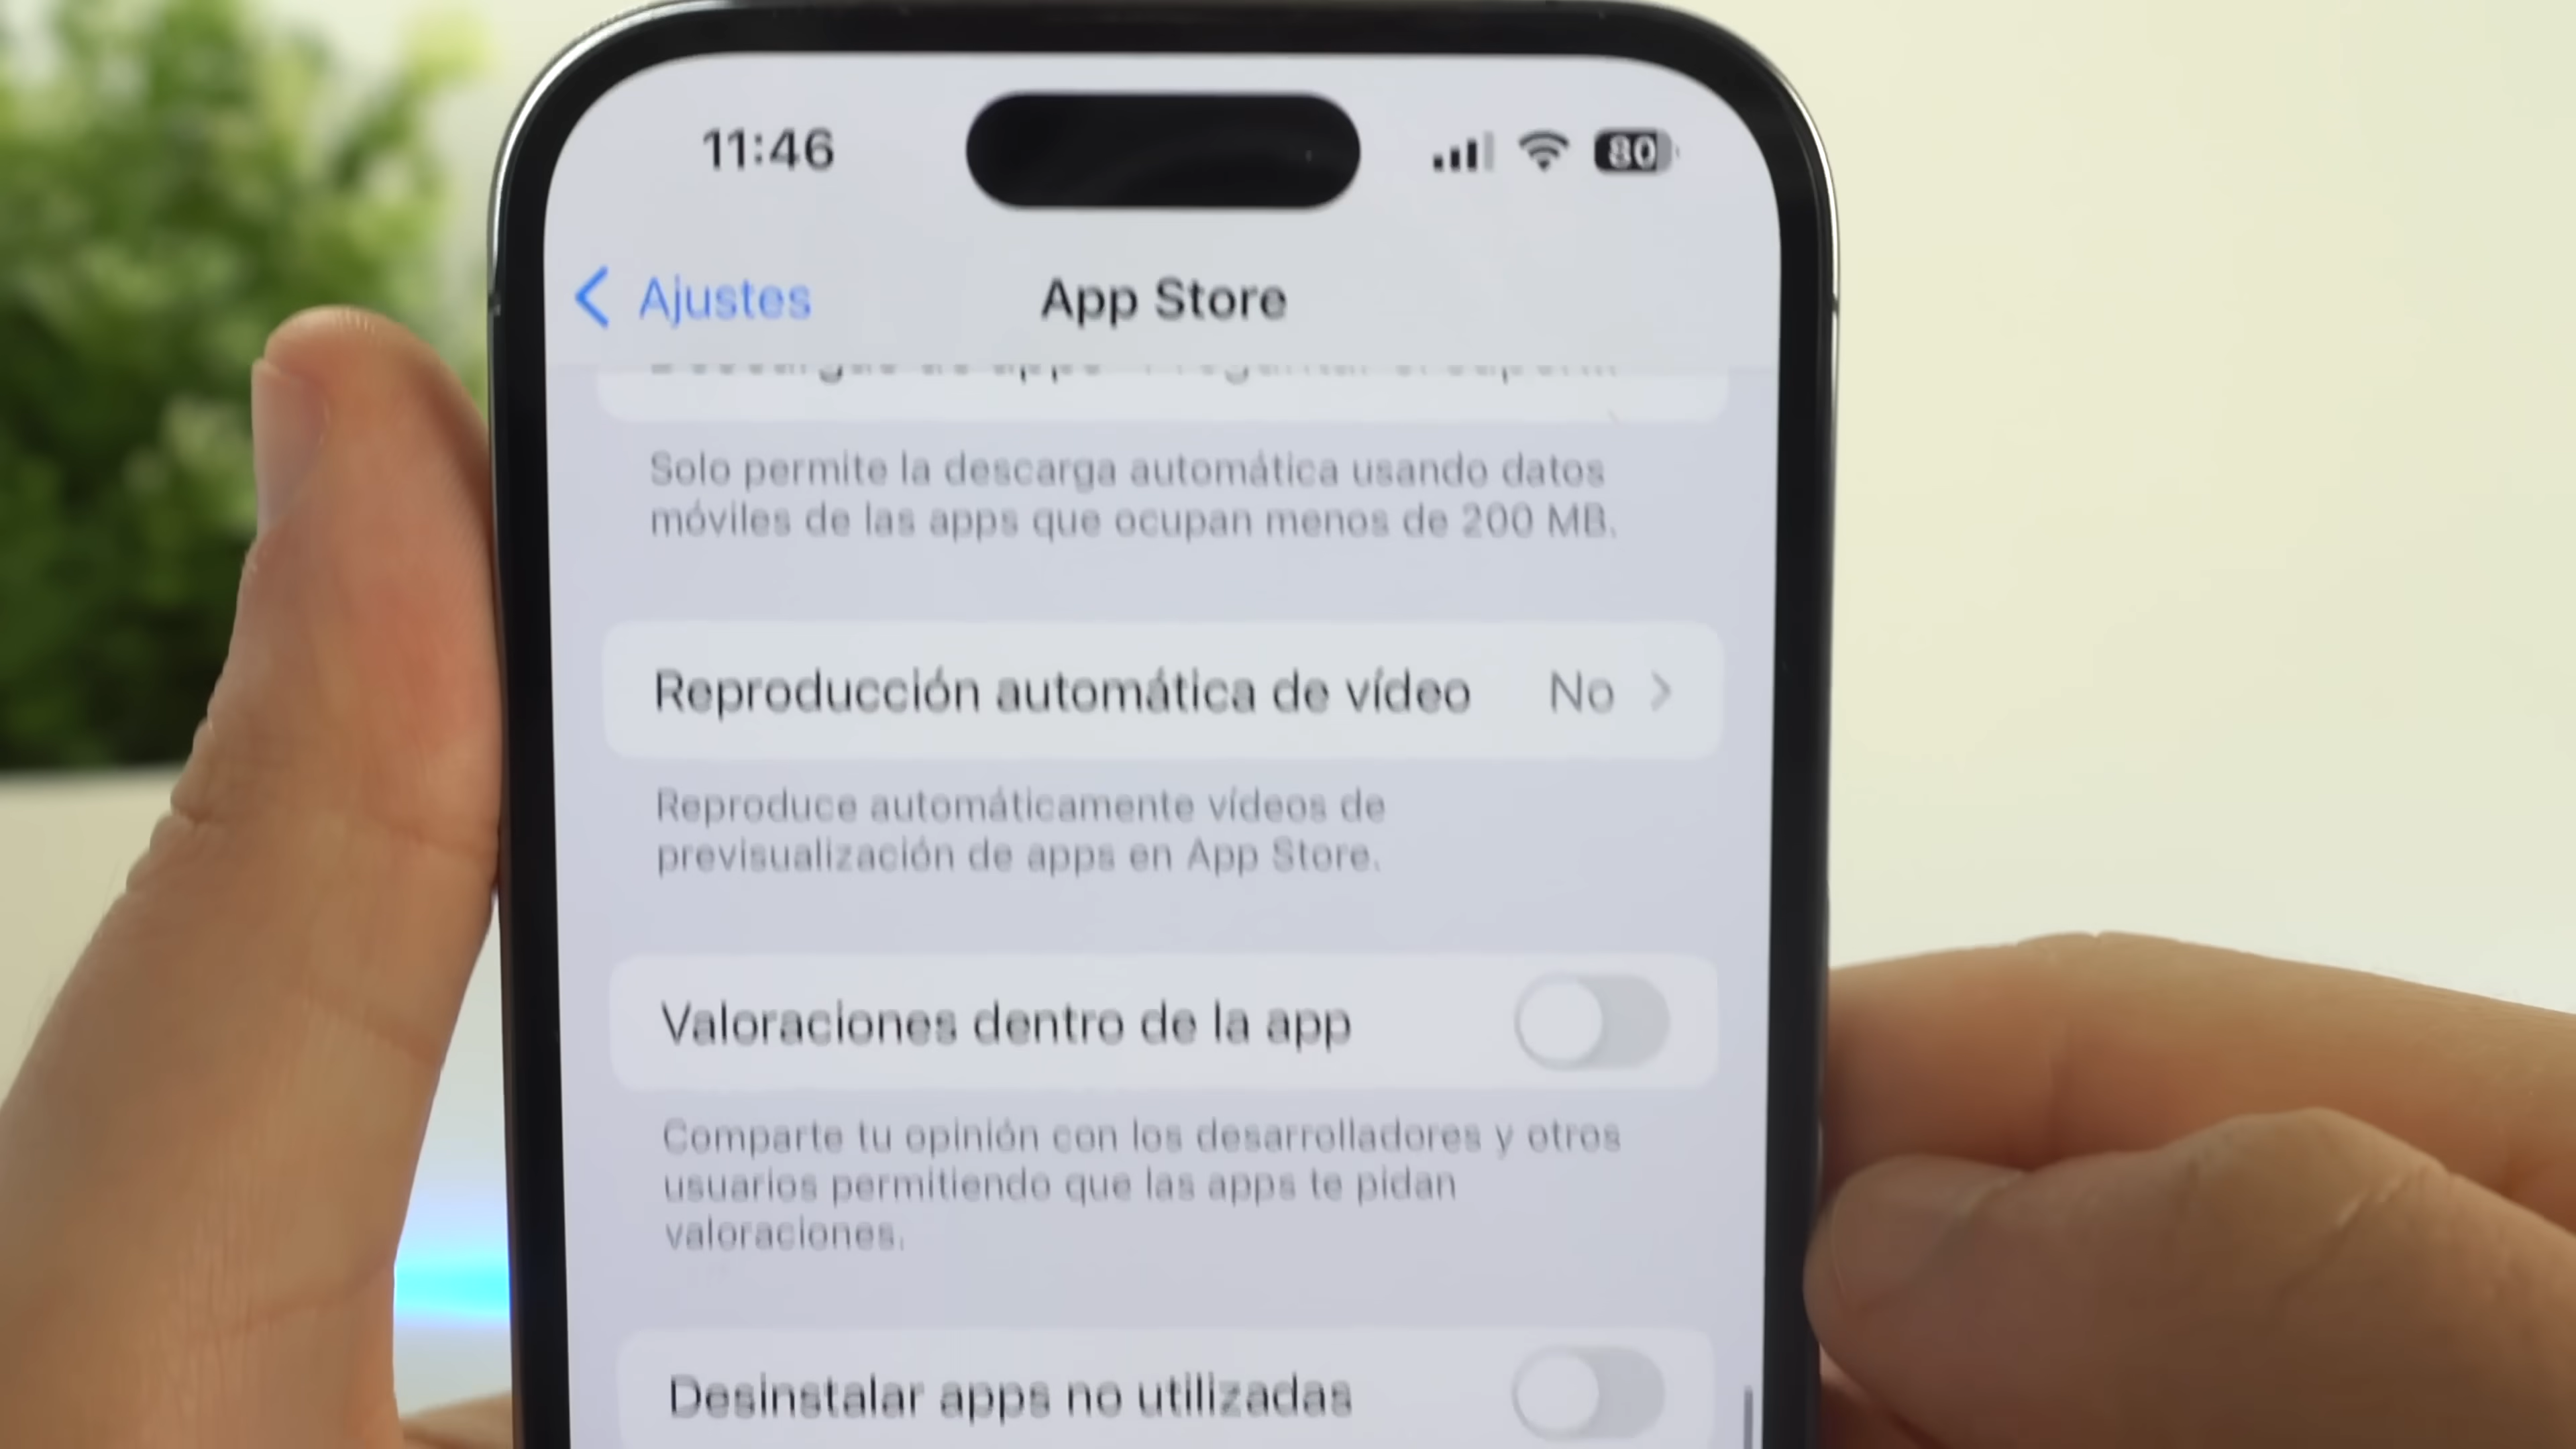 11:46
80
Ajustes
App Store
Solo permite la descarga automática usando datos
móviles de las apps que ocupan menos de 200 MB.
Reproducción automática de vídeo No
Reproduce automáticamente vídeos de
previsualización de apps en App Store.
Valoraciones dentro de la app
Comparte tu opinión con los desarrolladores y otros
usuarios permitiendo que las apps te pidan
valoraciones.
Desinstalar apps no utilizadas